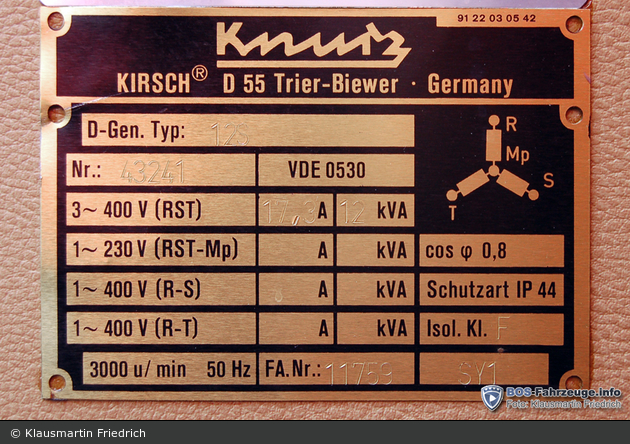 91 22 03 05 42
Knurz
KIRSCH® D 55 Trier-Biewer · Germany
D-Gen. Typ: 12S
R
Mp
S
T
Nr.: 43241 VDE 0530
3~ 400 V (RST) 17,3 A 12 kVA
1~ 230 V (RST-Mp) A kVA cos φ 0,8
1~ 400 V (R-S) A kVA Schutzart IP 44
1~ 400 V (R-T) A kVA Isol. Kl. F
3000 u/min 50 Hz FA.Nr.: 11759 SY1
BOS-Fahrzeuge.info
Foto: Klausmartin Friedrich
© Klausmartin Friedrich